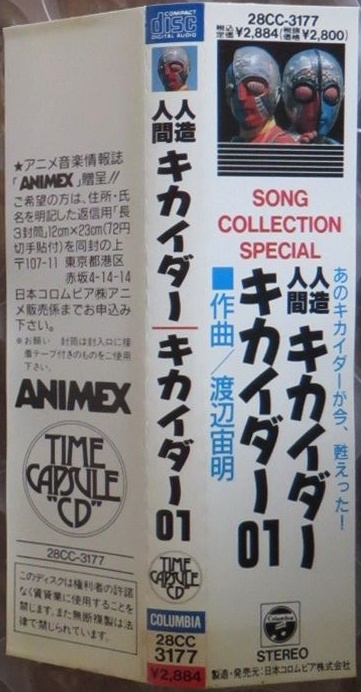 ★アニメ音楽情報誌
「ANIMEX」贈呈!!
ご希望の方は、住所・氏
名を明記した返信用「長
3封筒」12cm×23cm(72円
切手貼付)を同封の上
〒107-11 東京都港区
赤坂4-14-14
日本コロムビア㈱アニ
メ販売係までお申込み
下さい。
※お願い 封筒は封入口に接
着テープ付きのものをご使用
下さい。
ANIMEX
TIME
CAPSULE
"CD"
28CC-3177
このディスクは権利者の許諾
なく賃貸業に使用することを
禁じます。また無断複製は法
律で禁じられています。
COMPACT
disc
DIGITAL AUDIO
人造
人間
キカイダー
キカイダー01
TIME
CAPSULE
CD
COLUMBIA
28CC
3177
¥2,884
28CC-3177
税込定価¥2,884(税抜価格¥2,800)
SONG
COLLECTION
SPECIAL
あのキカイダーが今、甦えった!
人造
人間
キカイダー
キカイダー01
■作曲/渡辺宙明
Columbia
STEREO
製造・発売元:日本コロムビア株式会社